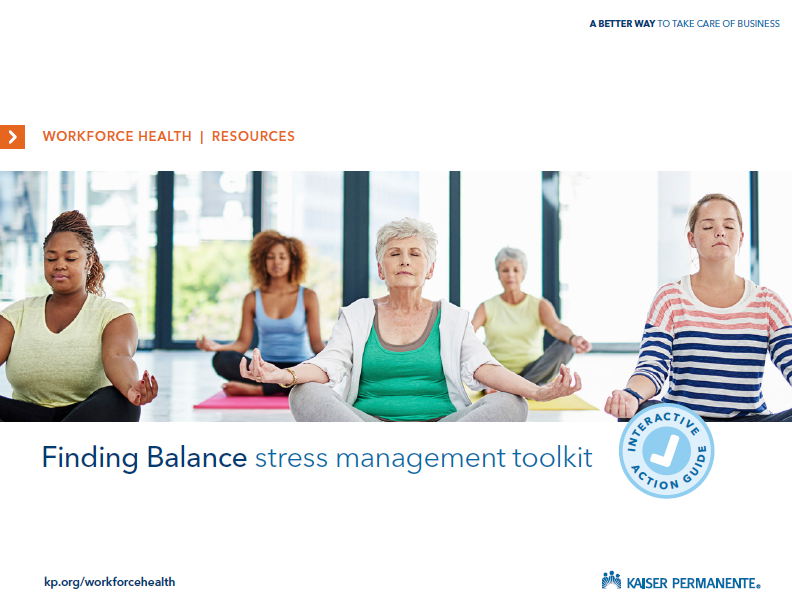 A BETTER WAY TO TAKE CARE OF BUSINESS
WORKFORCE HEALTH | RESOURCES
INTERACTIVE
ACTION GUIDE
Finding Balance stress management toolkit
kp.org/workforcehealth
KAISER PERMANENTE®